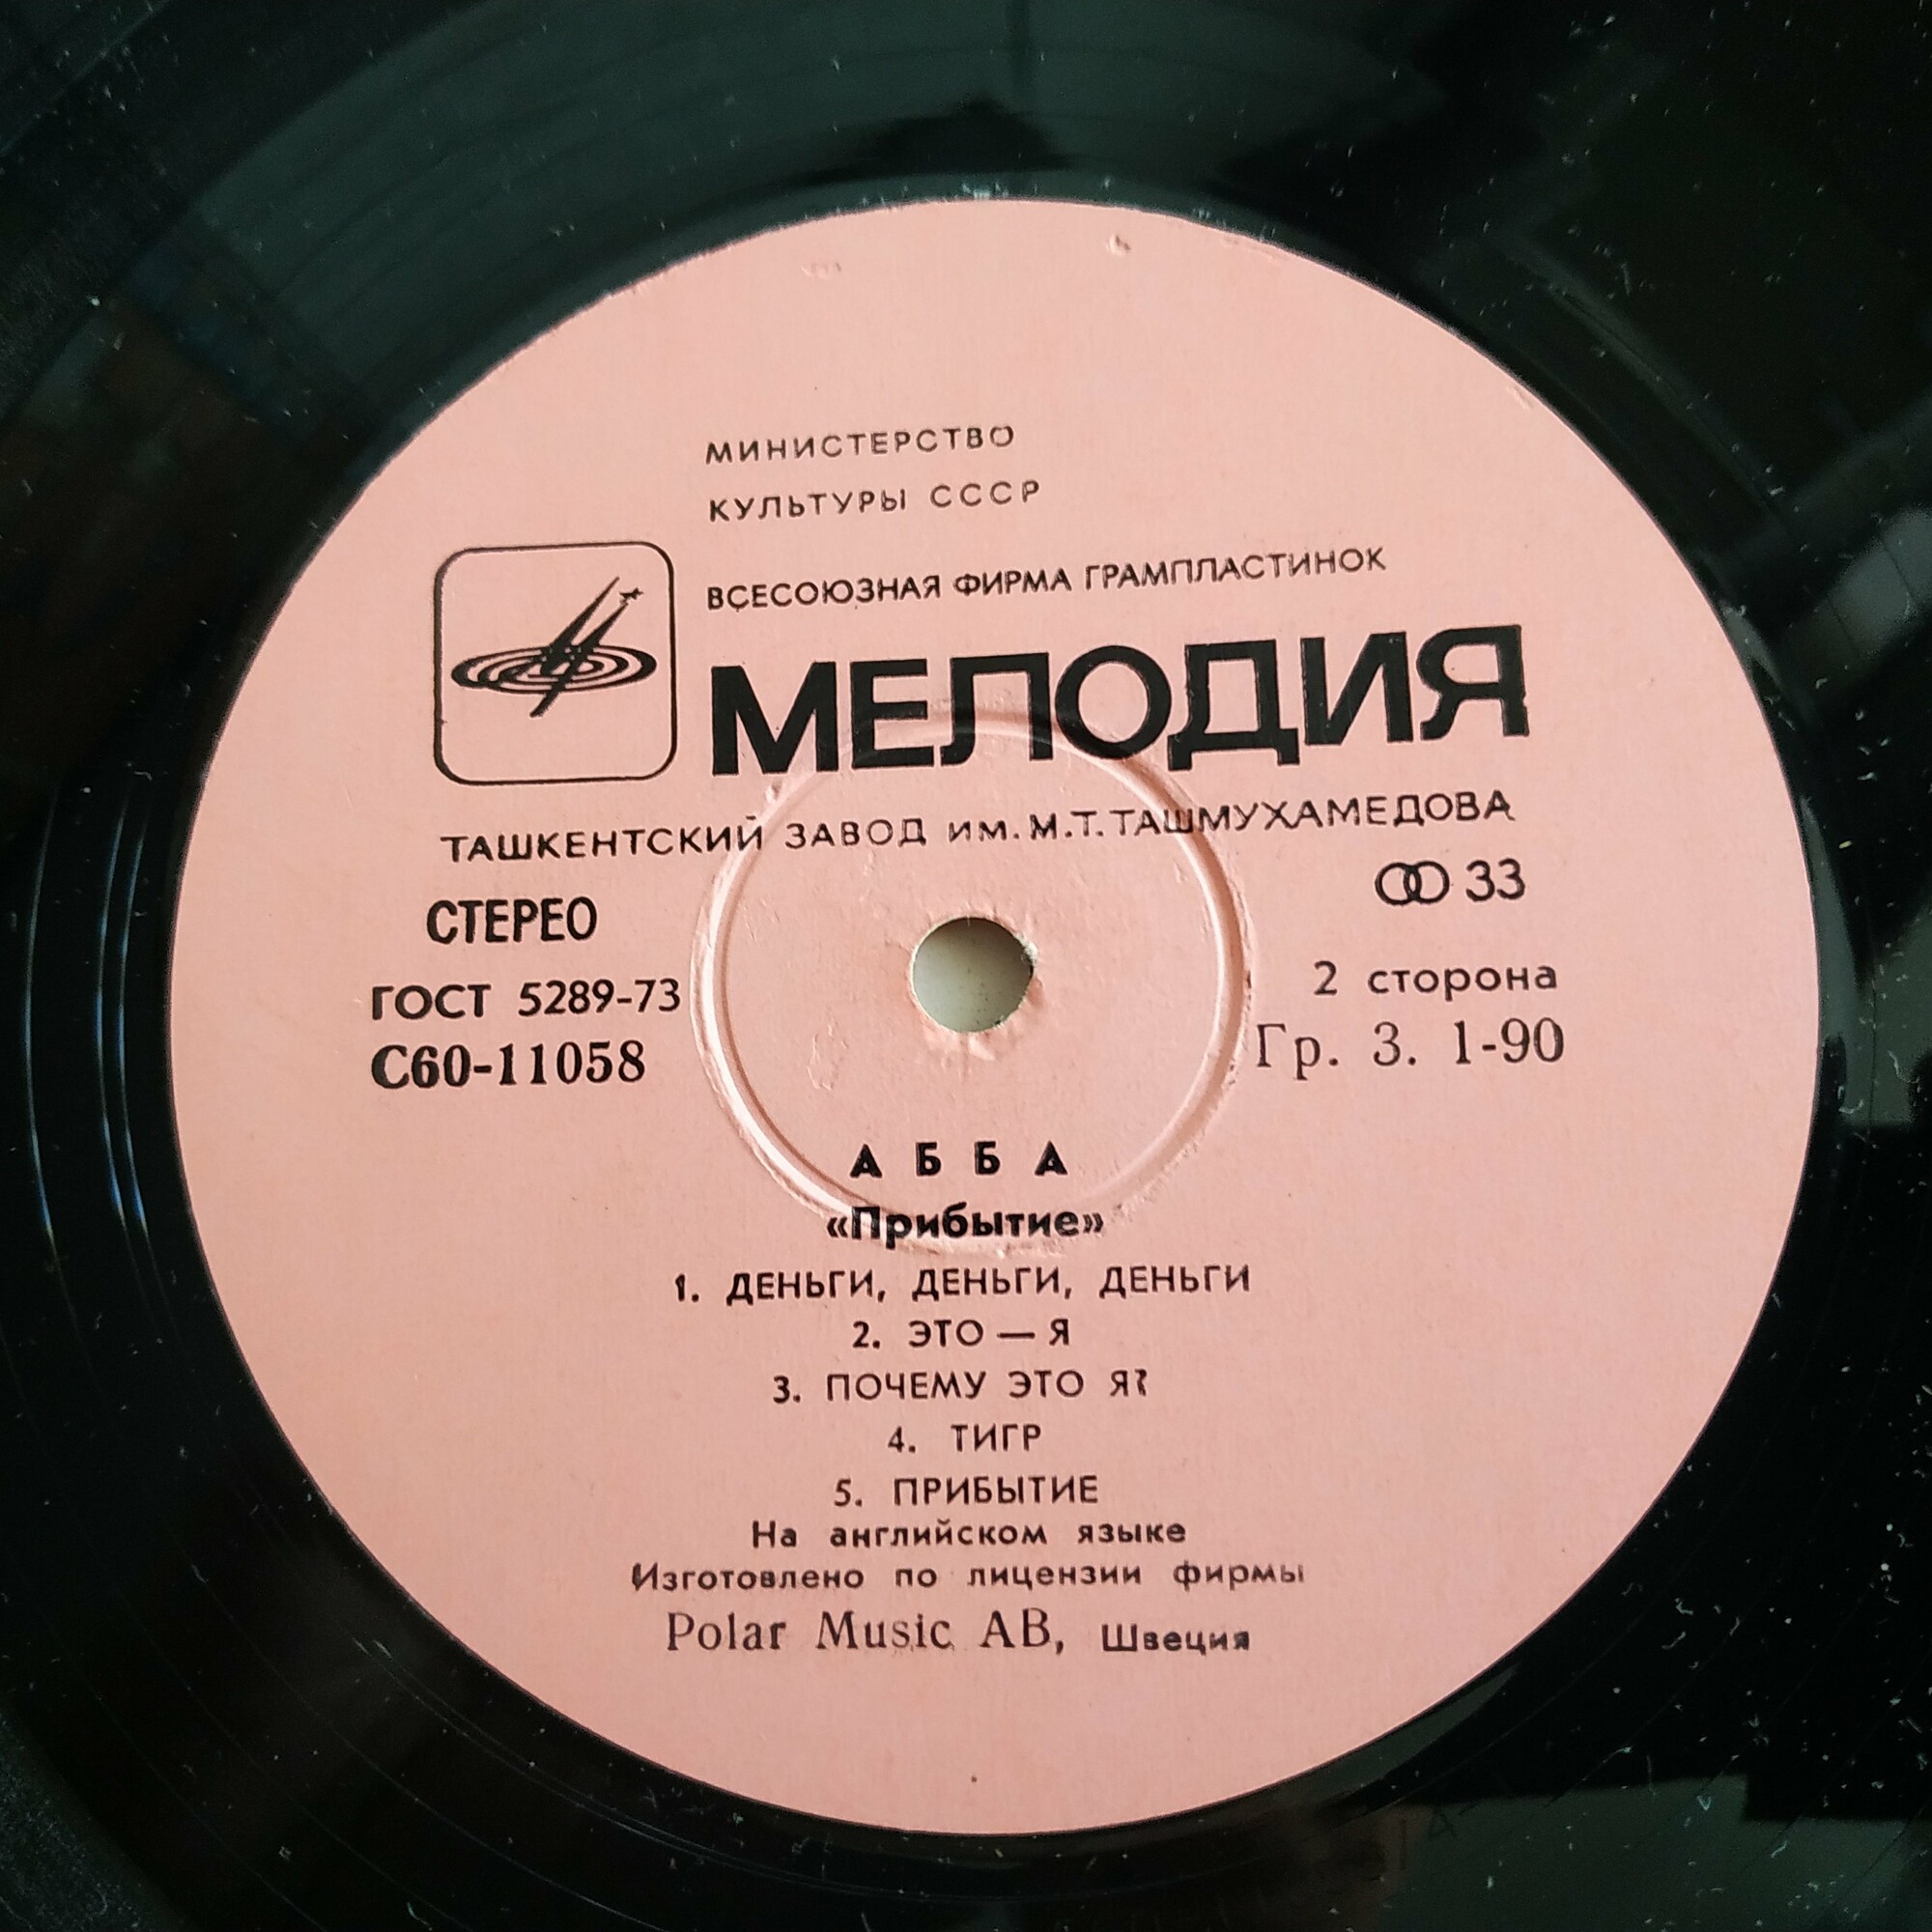 МИНИСТЕРСТВО
КУЛЬТУРЫ СССР
ВСЕСОЮЗНАЯ ФИРМА ГРАМПЛАСТИНОК
МЕЛОДИЯ
ТАШКЕНТСКИЙ ЗАВОД ИМ. М.Т. ТАШМУХАМЕДОВА
СТЕРЕО
33
ГОСТ 5289-73
2 сторона
С60-11058
Гр. 3. 1-90
АББА
«Прибытие»
1. ДЕНЬГИ, ДЕНЬГИ, ДЕНЬГИ
2. ЭТО — Я
3. ПОЧЕМУ ЭТО Я?
4. ТИГР
5. ПРИБЫТИЕ
На английском языке
Изготовлено по лицензии фирмы
Polar Music AB, Швеция